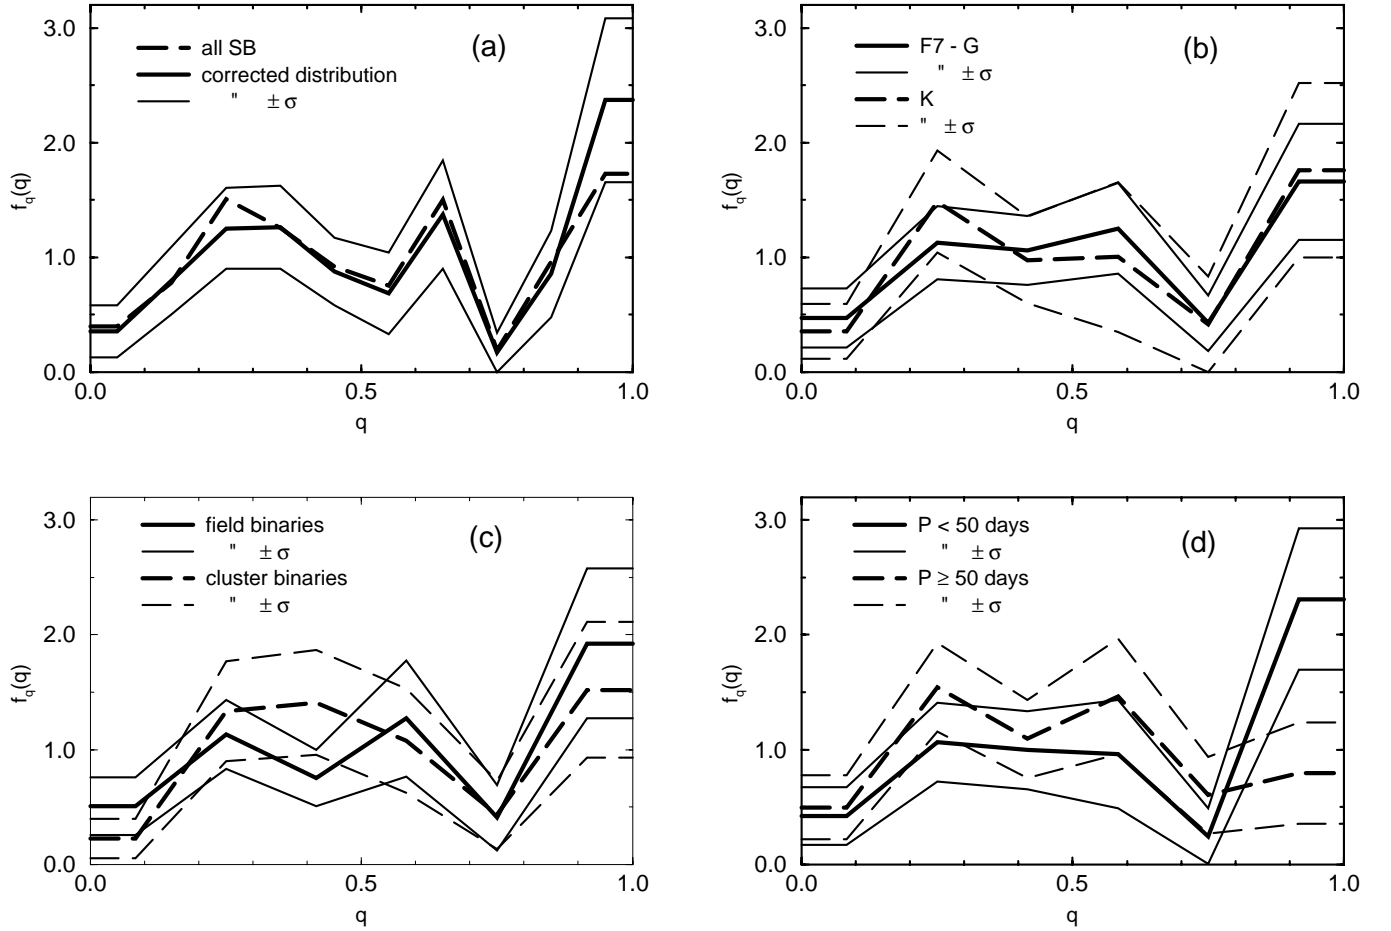 (a)
all SB
corrected distribution
" ± σ
3.0
2.0
1.0
0.0
f_q(q)
0.0 0.5 1.0
q
(b)
F7 - G
" ± σ
K
" ± σ
3.0
2.0
1.0
0.0
f_q(q)
0.0 0.5 1.0
q
(c)
field binaries
" ± σ
cluster binaries
" ± σ
3.0
2.0
1.0
0.0
f_q(q)
0.0 0.5 1.0
q
(d)
P < 50 days
" ± σ
P ≥ 50 days
" ± σ
3.0
2.0
1.0
0.0
f_q(q)
0.0 0.5 1.0
q